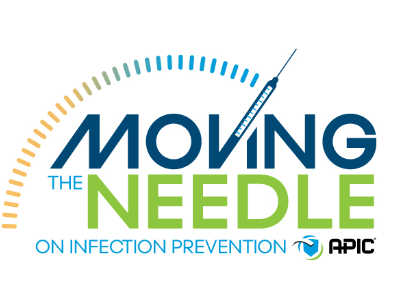 MOVING
THE NEEDLE
ON INFECTION PREVENTION APIC